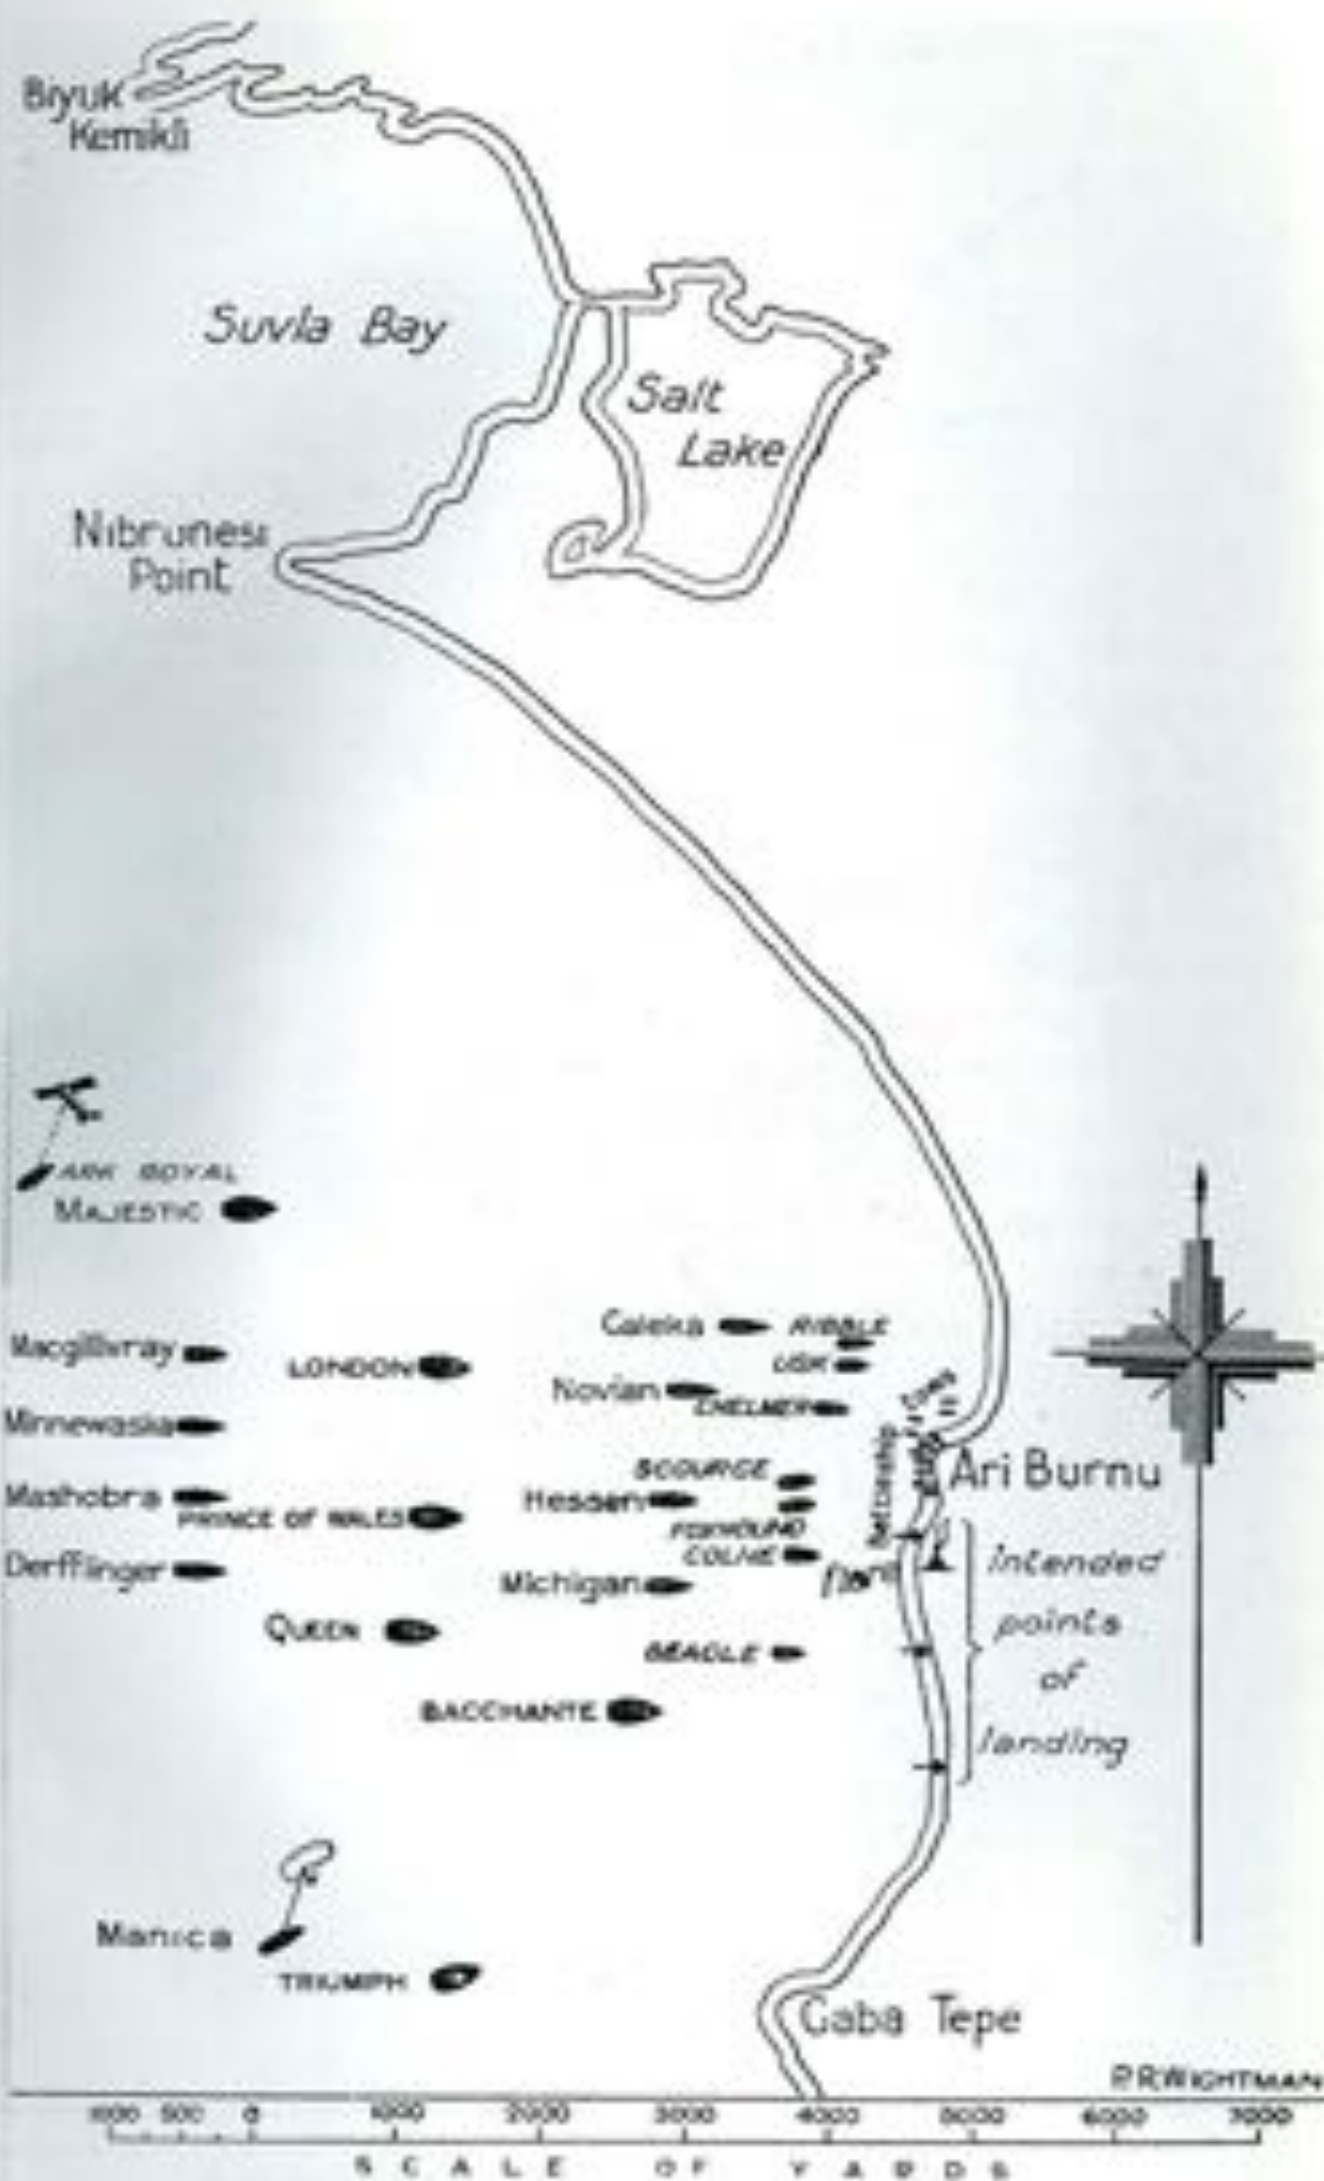 Biyuk
Kemikli
Suvla Bay
Salt
Lake
Nibrunesi
Point
ARK ROYAL
MAJESTIC
Macgillivray
LONDON
Galeka
RIBBLE
USK
Novian
CHELMER
Minnewaska
SCOURGE
Mashobra
PRINCE OF WALES
Hessen
FOXHOUND
COLNE
Derfflinger
Michigan
QUEEN
BEAGLE
BACCHANTE
Battleship
Tows
Ari Burnu
intended
points
of
landing
Manica
TRIUMPH
Gaba Tepe
P.R.WIGHTMAN
1000 500 0 1000 2000 3000 4000 5000 6000 7000
SCALE OF YARDS